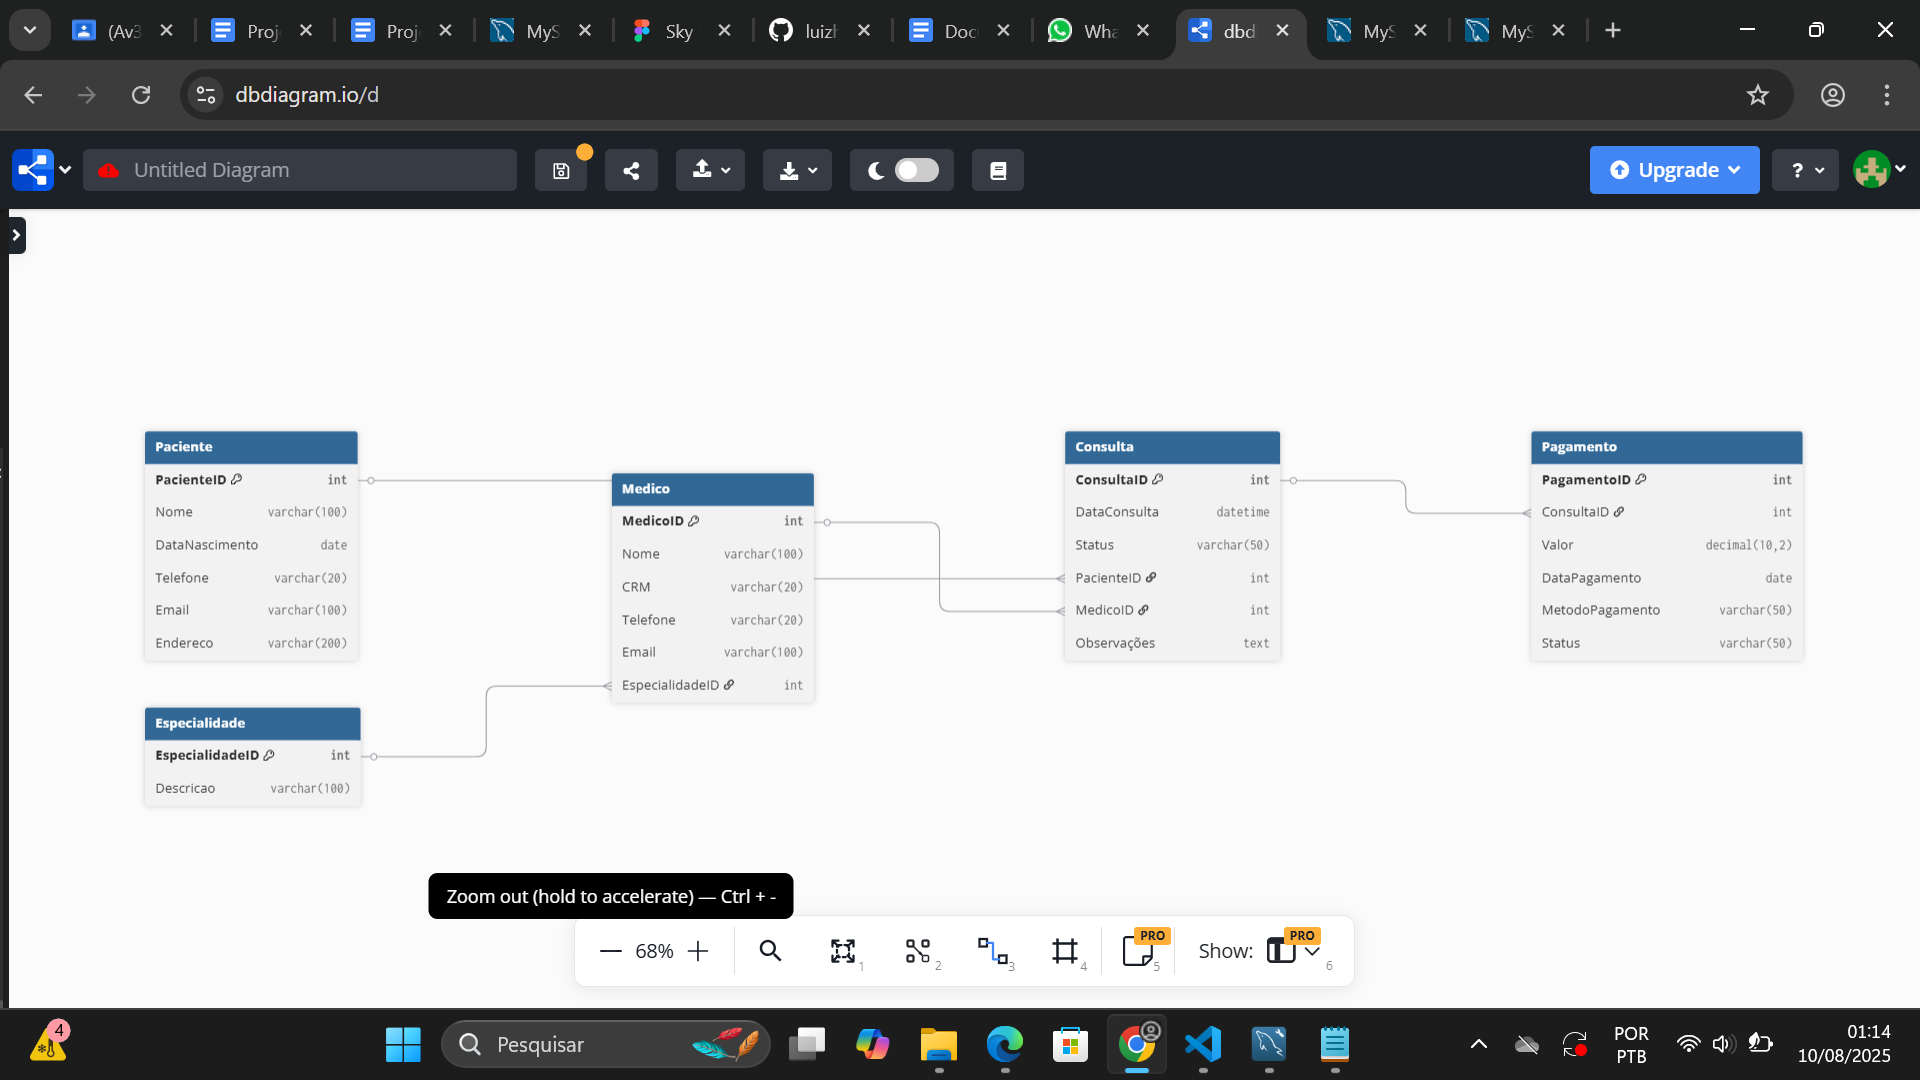 (Av3
Proje
Proje
MyS
Sky
luizh
Doc
Wha
dbd
MyS
MyS
dbdiagram.io/d
Untitled Diagram
Upgrade
?
Paciente
PacienteID int
Nome varchar(100)
DataNascimento date
Telefone varchar(20)
Email varchar(100)
Endereco varchar(200)
Especialidade
EspecialidadeID int
Descricao varchar(100)
Medico
MedicoID int
Nome varchar(100)
CRM varchar(20)
Telefone varchar(20)
Email varchar(100)
EspecialidadeID int
Consulta
ConsultaID int
DataConsulta datetime
Status varchar(50)
PacienteID int
MedicoID int
Observações text
Pagamento
PagamentoID int
ConsultaID int
Valor decimal(10,2)
DataPagamento date
MetodoPagamento varchar(50)
Status varchar(50)
Zoom out (hold to accelerate) — Ctrl + -
68%
1
2
3
4
PRO
5
Show:
PRO
6
4
Pesquisar
POR
PTB
01:14
10/08/2025